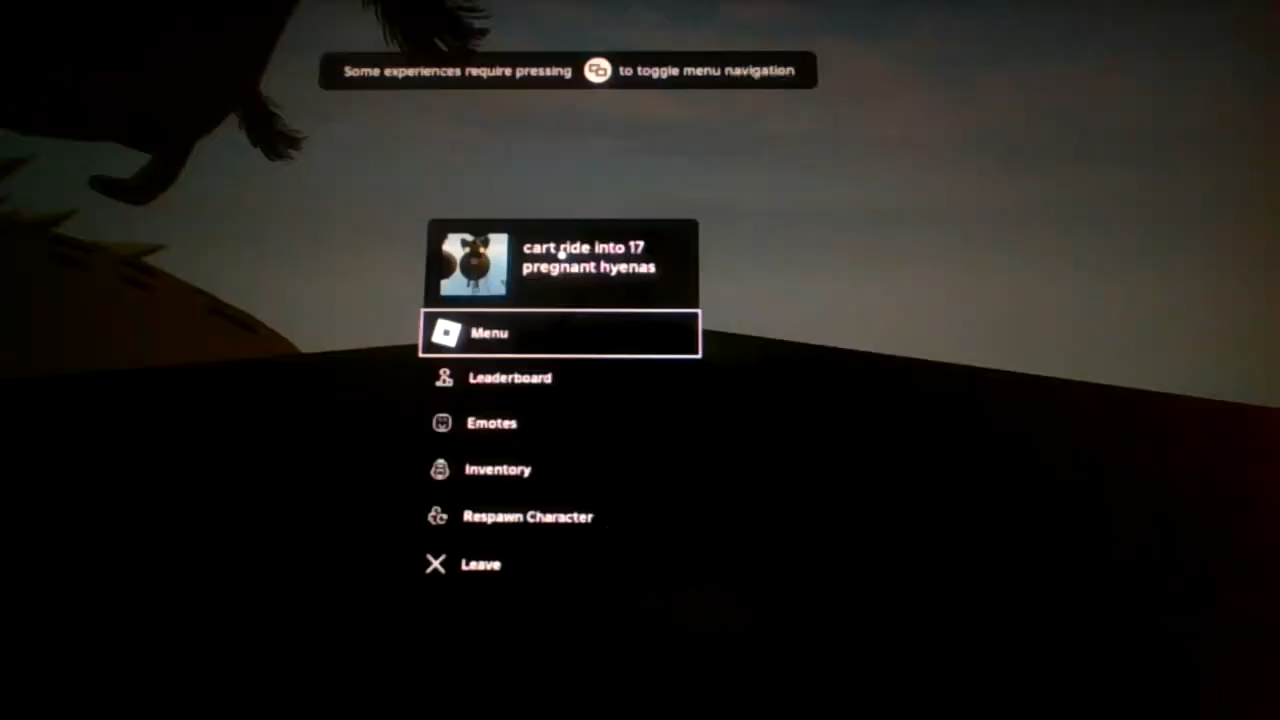 Some experiences require pressing to toggle menu navigation
cart ride into 17
pregnant hyenas
Menu
Leaderboard
Emotes
Inventory
Respawn Character
Leave